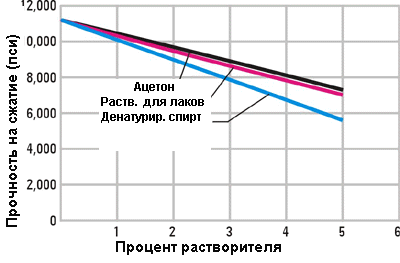 Прочность на сжатие (пси)
0,000
12,000
8,000
6,000
4,000
2,000
0
Ацетон
Раств. для лаков
Денатурир. спирт
1 2 3 4 5 6
Процент растворителя